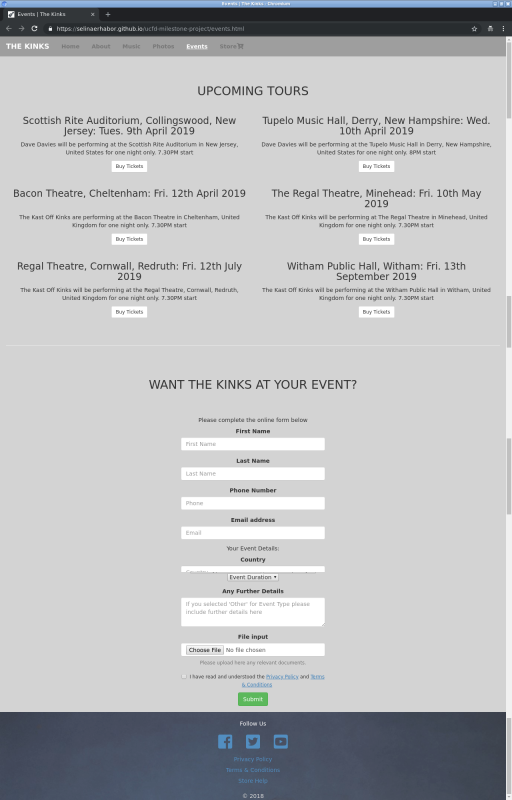 Events | The Kinks - Chromium
Events | The Kinks
https://selinaerhabor.github.io/ucfd-milestone-project/events.html
THE KINKS Home About Music Photos Events Store
UPCOMING TOURS
Scottish Rite Auditorium, Collingswood, New
Jersey: Tues. 9th April 2019
Dave Davies will be performing at the Scottish Rite Auditorium in New Jersey,
United States for one night only. 7.30PM start
Buy Tickets
Tupelo Music Hall, Derry, New Hampshire: Wed.
10th April 2019
Dave Davies will be performing at the Tupelo Music Hall in Derry, New Hampshire,
United States for one night only. 8PM start
Buy Tickets
Bacon Theatre, Cheltenham: Fri. 12th April 2019
The Kast Off Kinks are performing at the Bacon Theatre in Cheltenham, United
Kingdom for one night only. 7.30PM start
Buy Tickets
The Regal Theatre, Minehead: Fri. 10th May
2019
The Kast Off Kinks will be performing at The Regal Theatre in Minehead, United
Kingdom for one night only. 7.30PM start
Buy Tickets
Regal Theatre, Cornwall, Redruth: Fri. 12th July
2019
The Kast Off Kinks will be performing at the Regal Theatre, Cornwall, Redruth,
United Kingdom for one night only. 7.30PM start
Buy Tickets
Witham Public Hall, Witham: Fri. 13th
September 2019
The Kast Off Kinks will be performing at the Witham Public Hall in Witham, United
Kingdom for one night only. 7.30PM start
Buy Tickets
WANT THE KINKS AT YOUR EVENT?
Please complete the online form below
First Name
First Name
Last Name
Last Name
Phone Number
Phone
Email address
Email
Your Event Details:
Country
Event Duration
Any Further Details
If you selected "Other" for Event Type please
include further details here
File input
Choose File No file chosen
Please upload here any relevant documents.
I have read and understood the Privacy Policy and Terms
& Conditions
Submit
Follow Us
Privacy Policy
Terms & Conditions
Store Help
© 2018